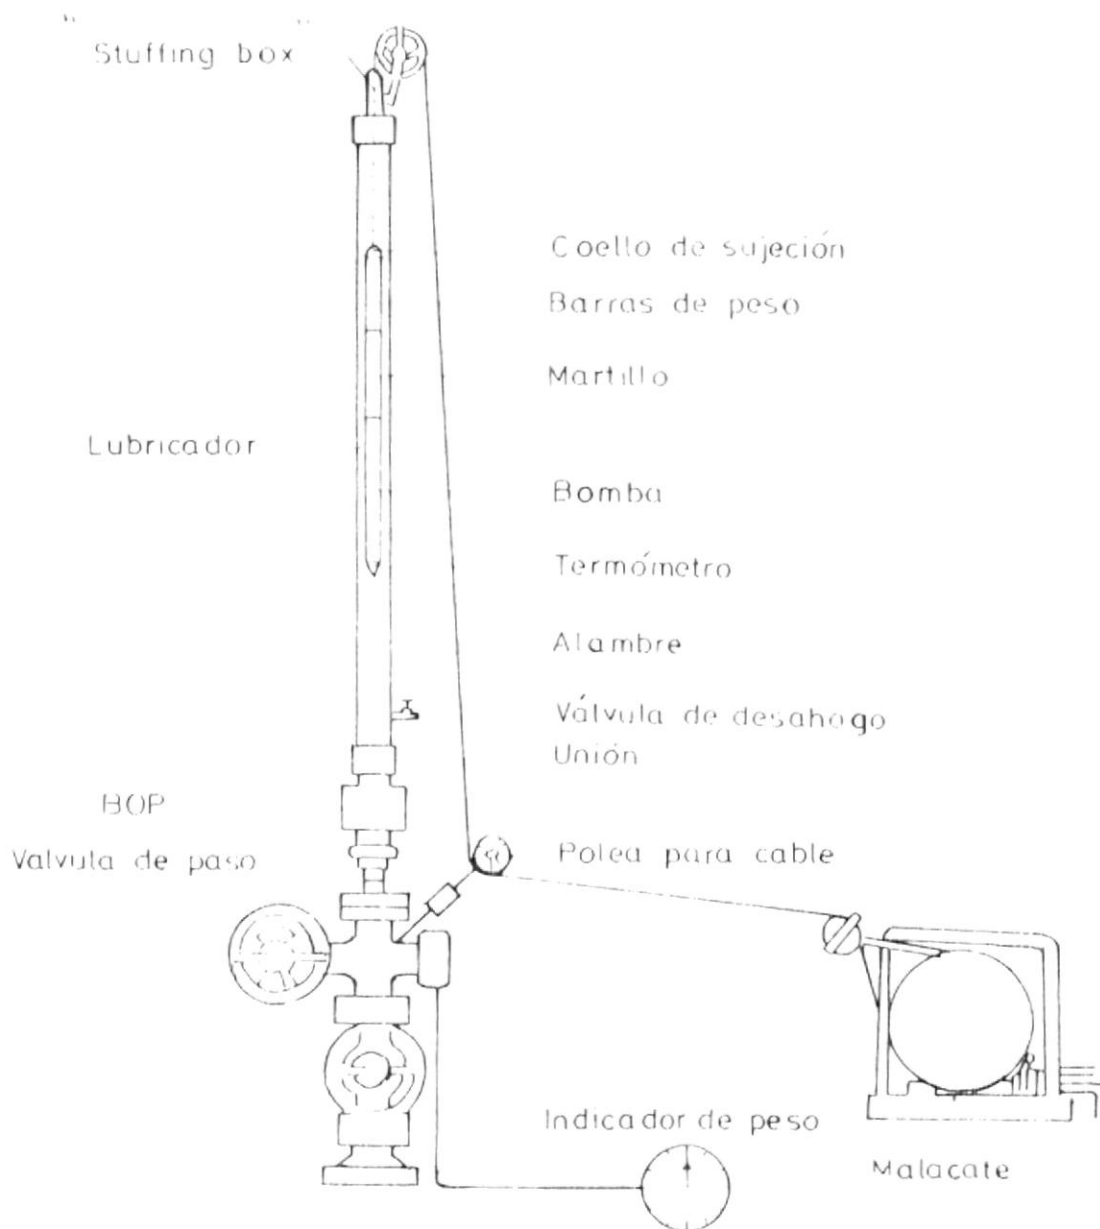 "Stuffing box"
Coello de sujeción
Barras de peso
Martillo
Lubricador
Bomba
Termómetro
Alambre
Válvula de desahogo
Unión
BOP
Valvula de paso
Polea para cable
Indicador de peso
Malacate